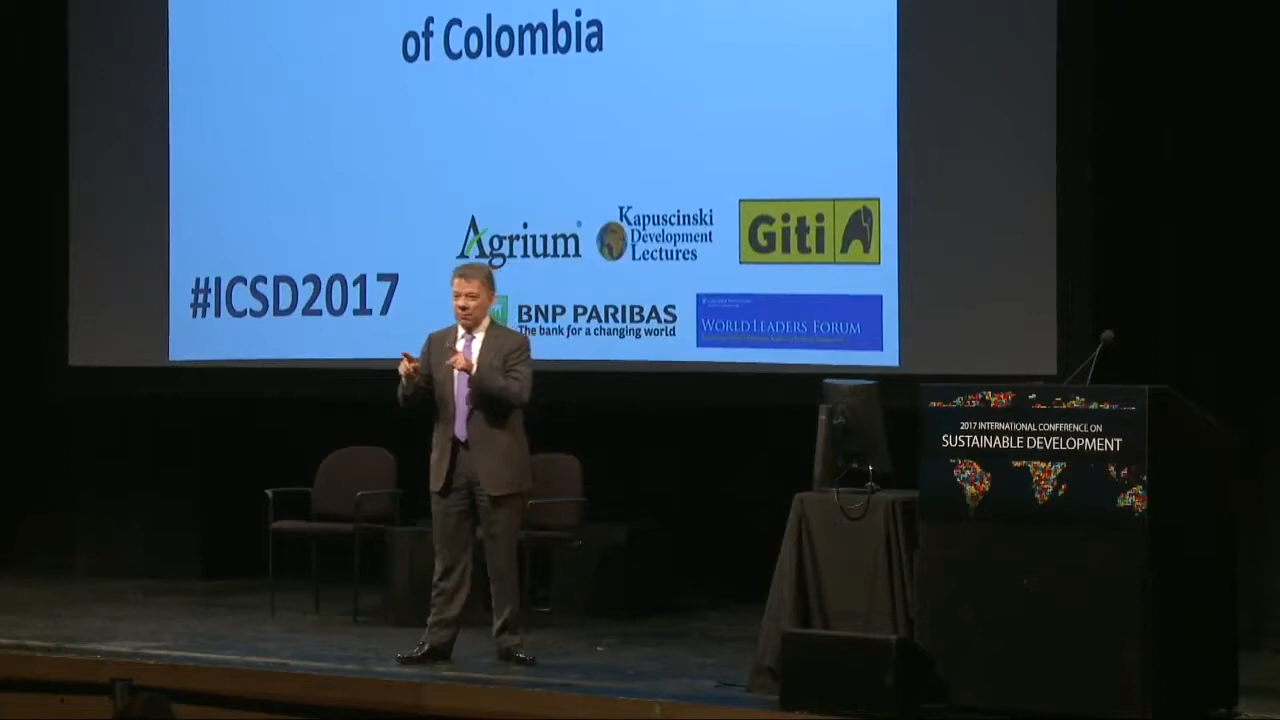 of Colombia
Agrium®
Kapuscinski
Development
Lectures
Giti
#ICSD2017
BNP PARIBAS
The bank for a changing world
WORLD LEADERS FORUM
2017 INTERNATIONAL CONFERENCE ON
SUSTAINABLE DEVELOPMENT